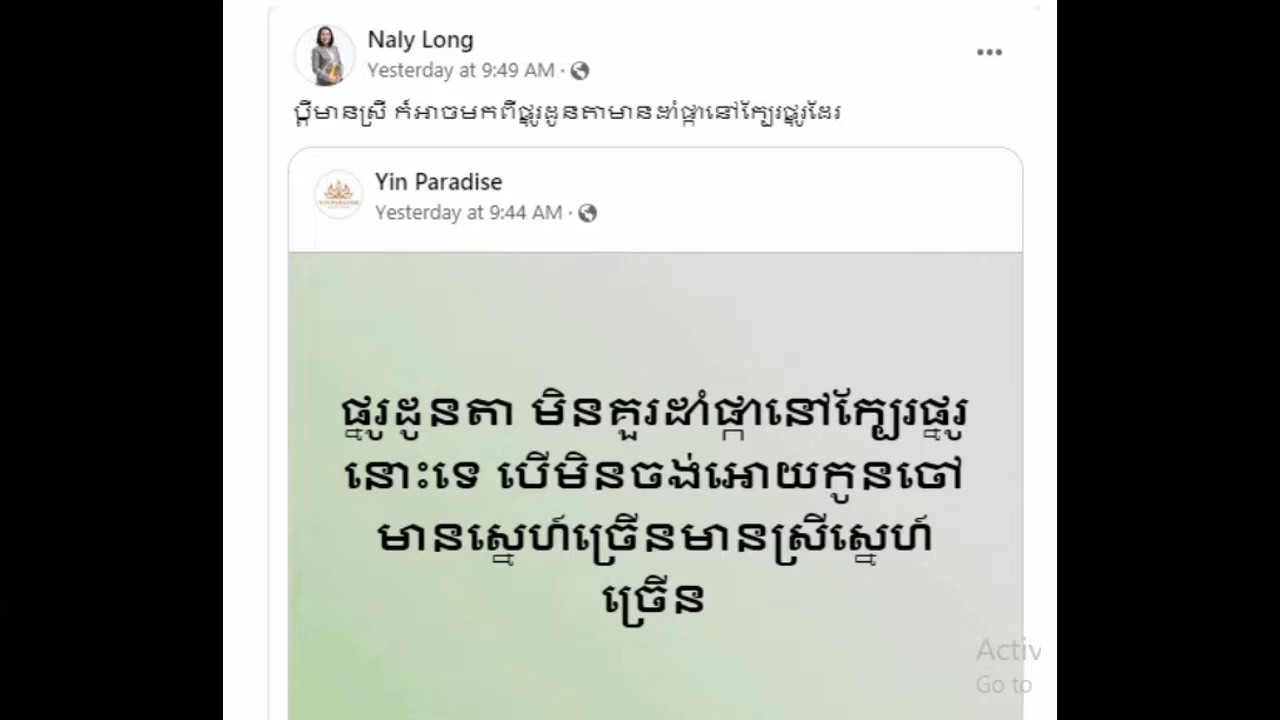 Naly Long
Yesterday at 9:49 AM ·
ប្ដីមានស្រី ក៏អាចមកពីផ្នូរដូនតាមានដាំផ្កានៅក្បែរផ្នូរដែរ
Yin Paradise
Yesterday at 9:44 AM ·
ផ្នូរដូនតា មិនគួរដាំផ្កានៅក្បែរផ្នូរ
នោះទេ បើមិនចង់អោយកូនចៅ
មានស្នេហ៍ច្រើនមានស្រីស្នេហ៍
ច្រើន
Activ
Go to